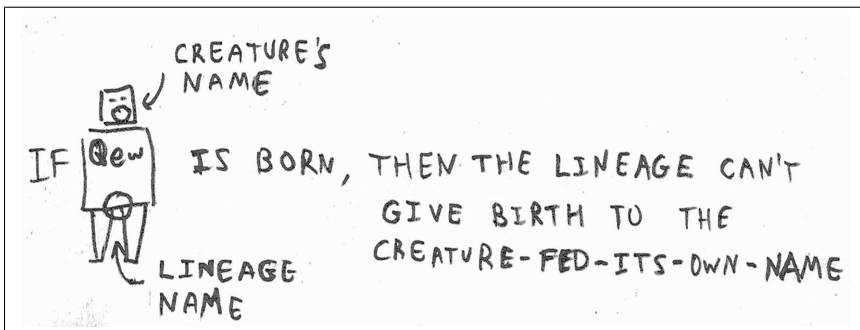 CREATURE'S
NAME
IF Qew IS BORN, THEN THE LINEAGE CAN'T
GIVE BIRTH TO THE
CREATURE-FED-ITS-OWN-NAME
LINEAGE
NAME